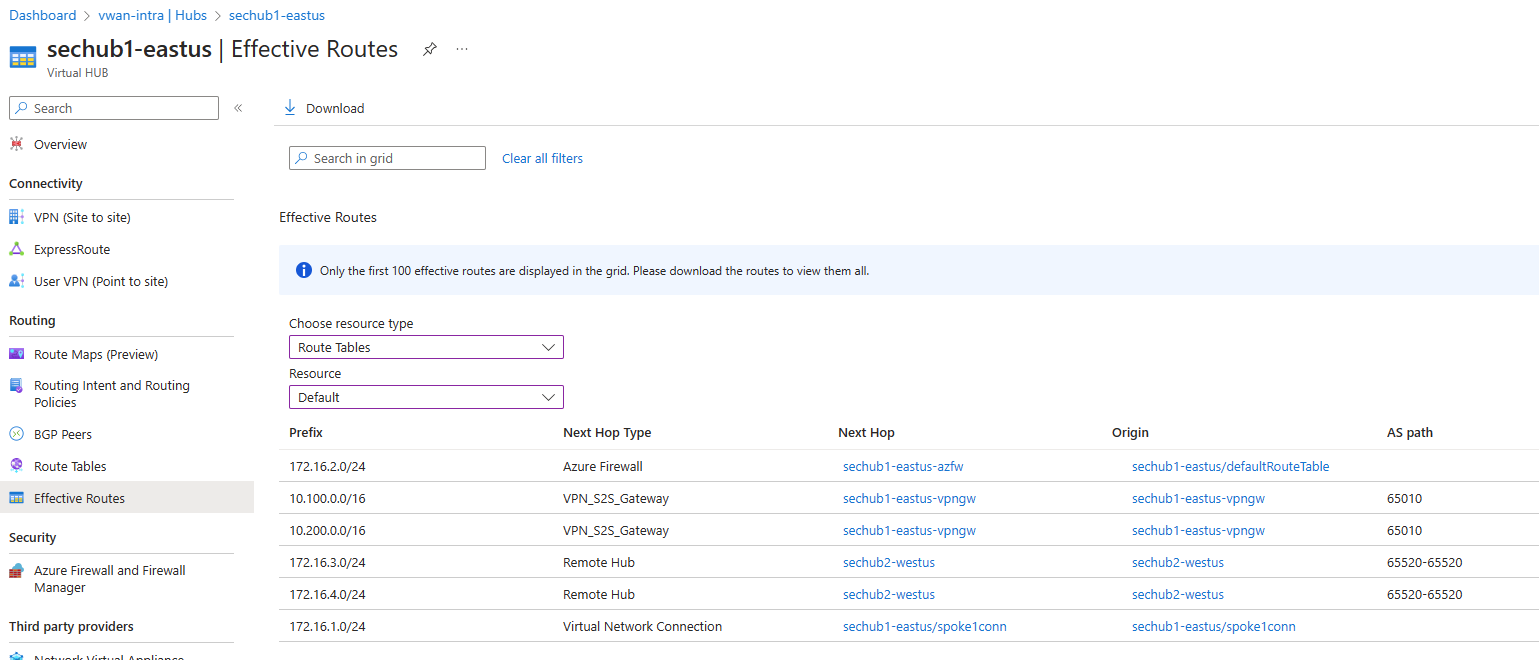 Dashboard > vwan-intra | Hubs > sechub1-eastus
sechub1-eastus | Effective Routes
Virtual HUB
Search
Overview
Connectivity
VPN (Site to site)
ExpressRoute
User VPN (Point to site)
Routing
Route Maps (Preview)
Routing Intent and Routing
Policies
BGP Peers
Route Tables
Effective Routes
Security
Azure Firewall and Firewall
Manager
Third party providers
Network Virtual Appliance
Download
Search in grid Clear all filters
Effective Routes
Only the first 100 effective routes are displayed in the grid. Please download the routes to view them all.
Choose resource type
Route Tables
Resource
Default
Prefix Next Hop Type Next Hop Origin AS path
172.16.2.0/24 Azure Firewall sechub1-eastus-azfw sechub1-eastus/defaultRouteTable
10.100.0.0/16 VPN_S2S_Gateway sechub1-eastus-vpngw sechub1-eastus-vpngw 65010
10.200.0.0/16 VPN_S2S_Gateway sechub1-eastus-vpngw sechub1-eastus-vpngw 65010
172.16.3.0/24 Remote Hub sechub2-westus sechub2-westus 65520-65520
172.16.4.0/24 Remote Hub sechub2-westus sechub2-westus 65520-65520
172.16.1.0/24 Virtual Network Connection sechub1-eastus/spoke1conn sechub1-eastus/spoke1conn